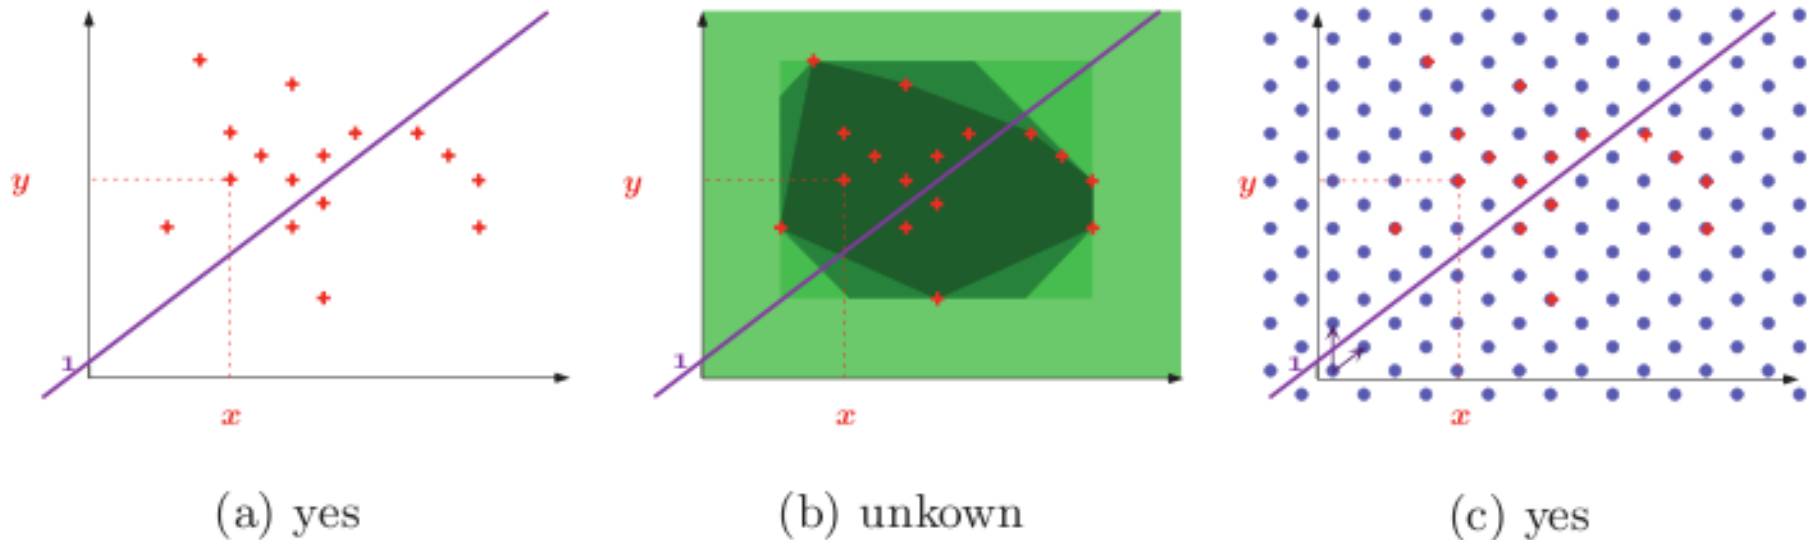 y
1
x
(a) yes
y
1
x
(b) unkown
y
1
x
(c) yes